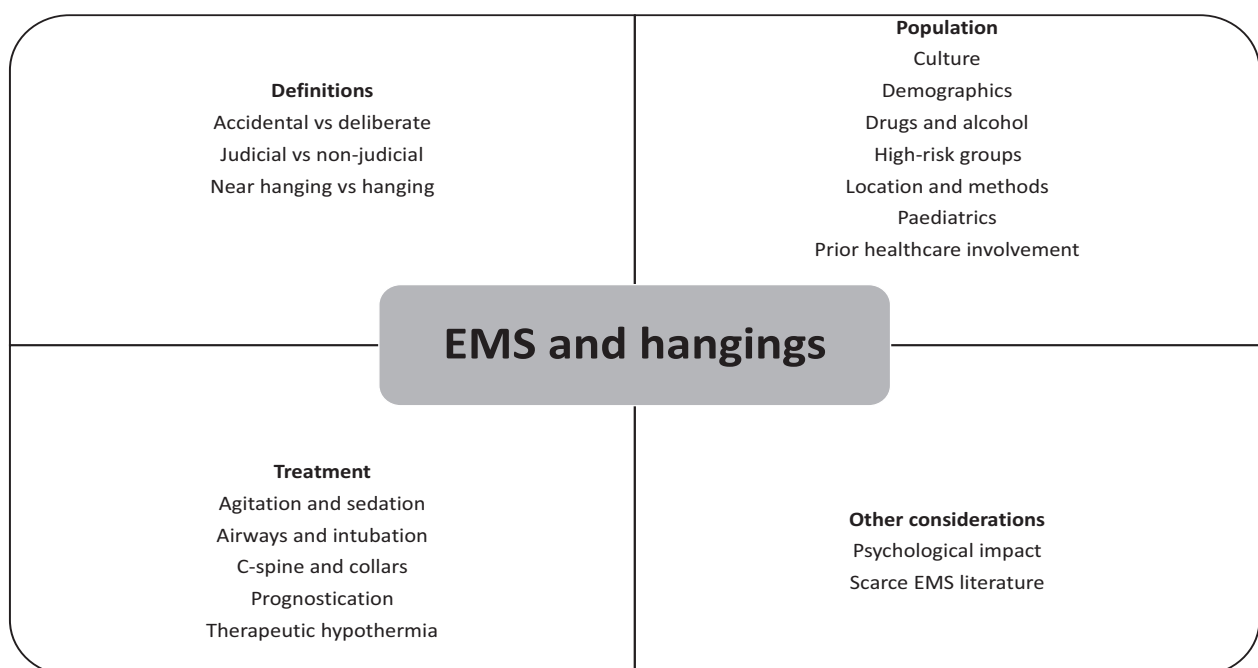 Definitions
Accidental vs deliberate
Judicial vs non-judicial
Near hanging vs hanging
Population
Culture
Demographics
Drugs and alcohol
High-risk groups
Location and methods
Paediatrics
Prior healthcare involvement
EMS and hangings
Treatment
Agitation and sedation
Airways and intubation
C-spine and collars
Prognostication
Therapeutic hypothermia
Other considerations
Psychological impact
Scarce EMS literature